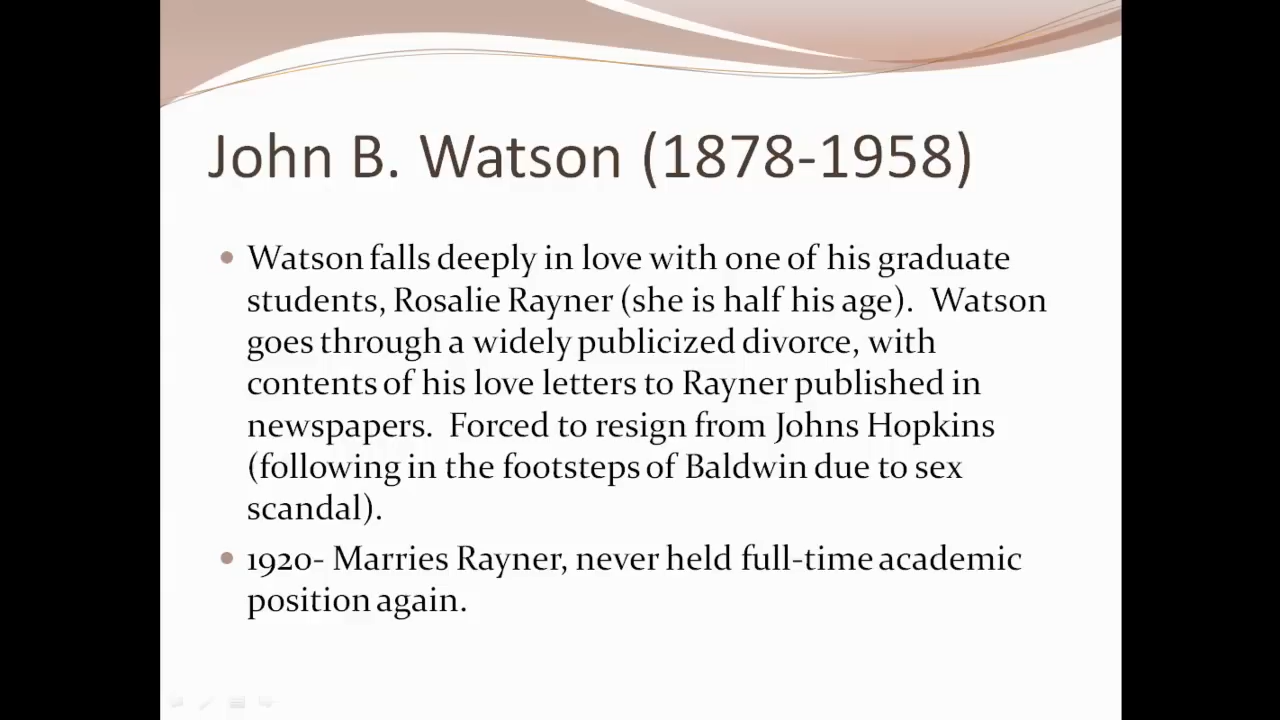 John B. Watson (1878-1958)
• Watson falls deeply in love with one of his graduate
students, Rosalie Rayner (she is half his age).  Watson
goes through a widely publicized divorce, with
contents of his love letters to Rayner published in
newspapers.  Forced to resign from Johns Hopkins
(following in the footsteps of Baldwin due to sex
scandal).
• 1920- Marries Rayner, never held full-time academic
position again.